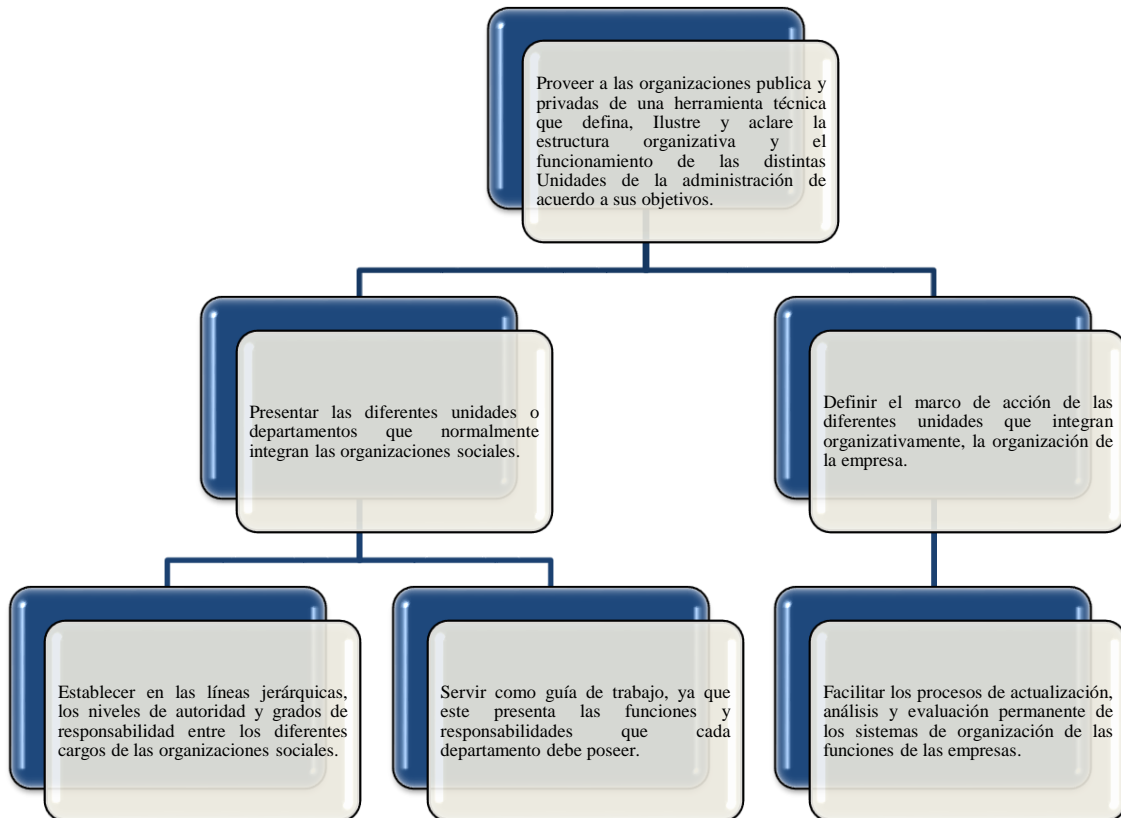 Proveer a las organizaciones publica y
privadas de una herramienta técnica
que defina, Ilustre y aclare la
estructura organizativa y el
funcionamiento de las distintas
Unidades de la administración de
acuerdo a sus objetivos.
Presentar las diferentes unidades o
departamentos que normalmente
integran las organizaciones sociales.
Definir el marco de acción de las
diferentes unidades que integran
organizativamente, la organización de
la empresa.
Establecer en las líneas jerárquicas,
los niveles de autoridad y grados de
responsabilidad entre los diferentes
cargos de las organizaciones sociales.
Servir como guía de trabajo, ya que
este presenta las funciones y
responsabilidades que cada
departamento debe poseer.
Facilitar los procesos de actualización,
análisis y evaluación permanente de
los sistemas de organización de las
funciones de las empresas.